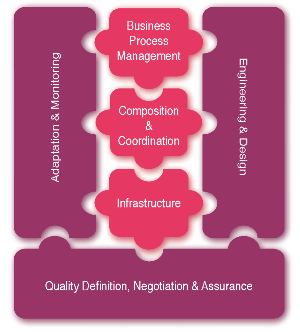 Adaptation & Monitoring
Business
Process
Management
Composition
&
Coordination
Infrastructure
Engineering & Design
Quality Definition, Negotiation & Assurance